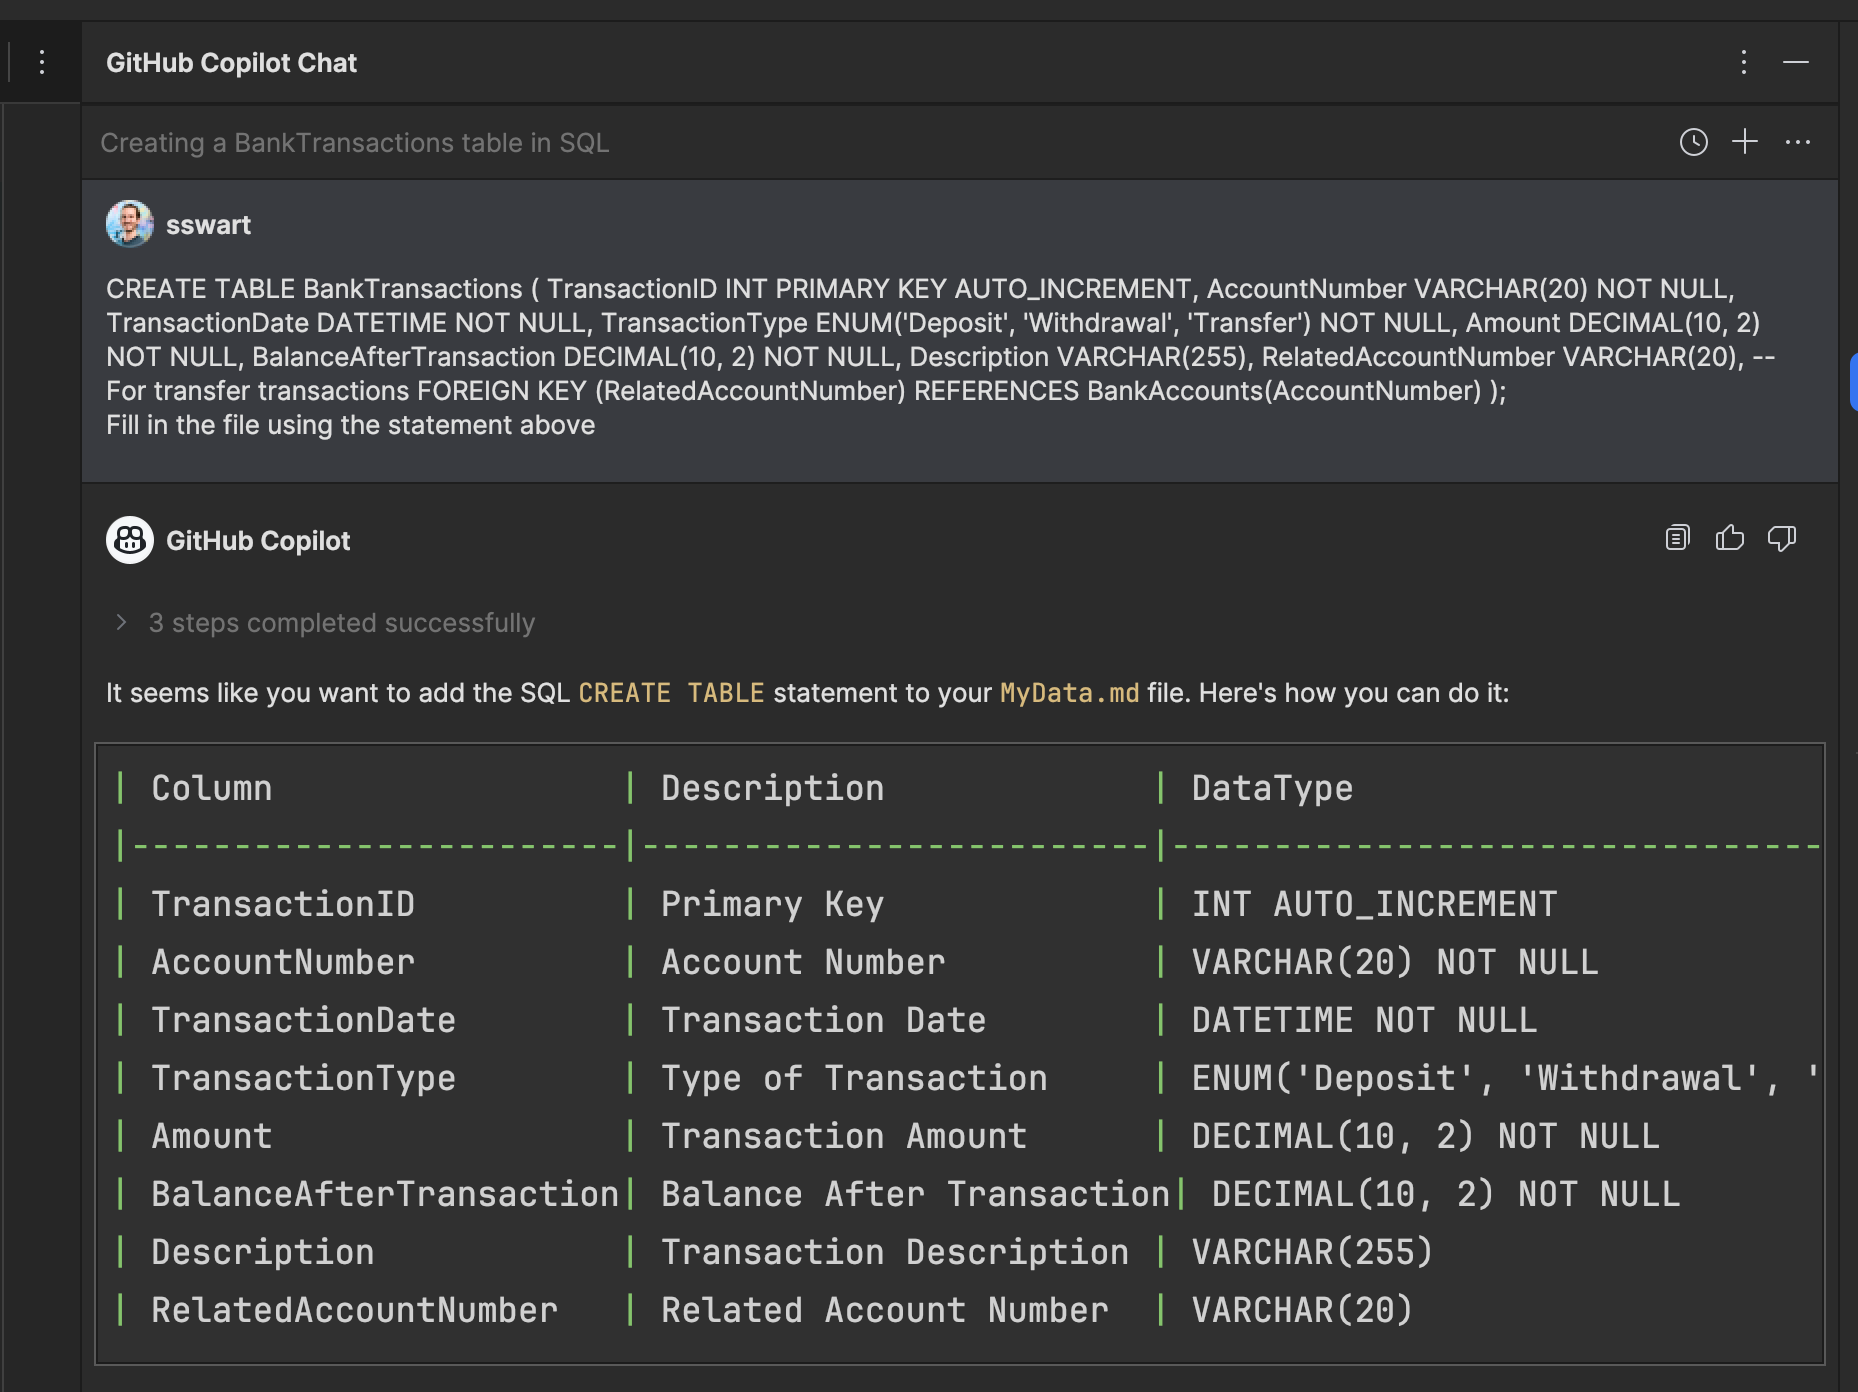 GitHub Copilot Chat
Creating a BankTransactions table in SQL
sswart
CREATE TABLE BankTransactions ( TransactionID INT PRIMARY KEY AUTO_INCREMENT, AccountNumber VARCHAR(20) NOT NULL,
TransactionDate DATETIME NOT NULL, TransactionType ENUM('Deposit', 'Withdrawal', 'Transfer') NOT NULL, Amount DECIMAL(10, 2)
NOT NULL, BalanceAfterTransaction DECIMAL(10, 2) NOT NULL, Description VARCHAR(255), RelatedAccountNumber VARCHAR(20), --
For transfer transactions FOREIGN KEY (RelatedAccountNumber) REFERENCES BankAccounts(AccountNumber) );
Fill in the file using the statement above
GitHub Copilot
3 steps completed successfully
It seems like you want to add the SQL CREATE TABLE statement to your MyData.md file. Here's how you can do it:
| Column | Description | DataType
|------------------------|-------------------------|--------------------------------
| TransactionID | Primary Key | INT AUTO_INCREMENT
| AccountNumber | Account Number | VARCHAR(20) NOT NULL
| TransactionDate | Transaction Date | DATETIME NOT NULL
| TransactionType | Type of Transaction | ENUM('Deposit', 'Withdrawal', '
| Amount | Transaction Amount | DECIMAL(10, 2) NOT NULL
| BalanceAfterTransaction| Balance After Transaction| DECIMAL(10, 2) NOT NULL
| Description | Transaction Description | VARCHAR(255)
| RelatedAccountNumber | Related Account Number | VARCHAR(20)